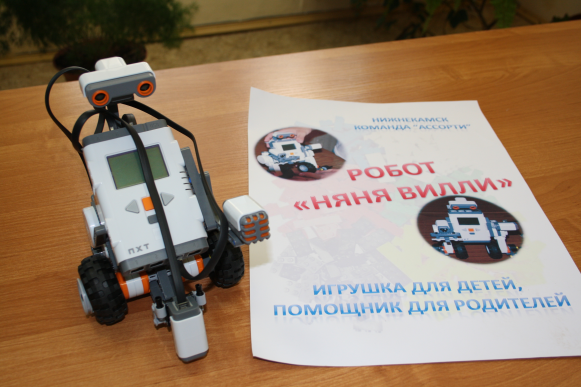 НИЖНЕКАМСК
КОМАНДА "АССОРТИ"
РОБОТ
«НЯНЯ ВИЛЛИ»
ИГРУШКА ДЛЯ ДЕТЕЙ,
ПОМОЩНИК ДЛЯ РОДИТЕЛЕЙ
nxt